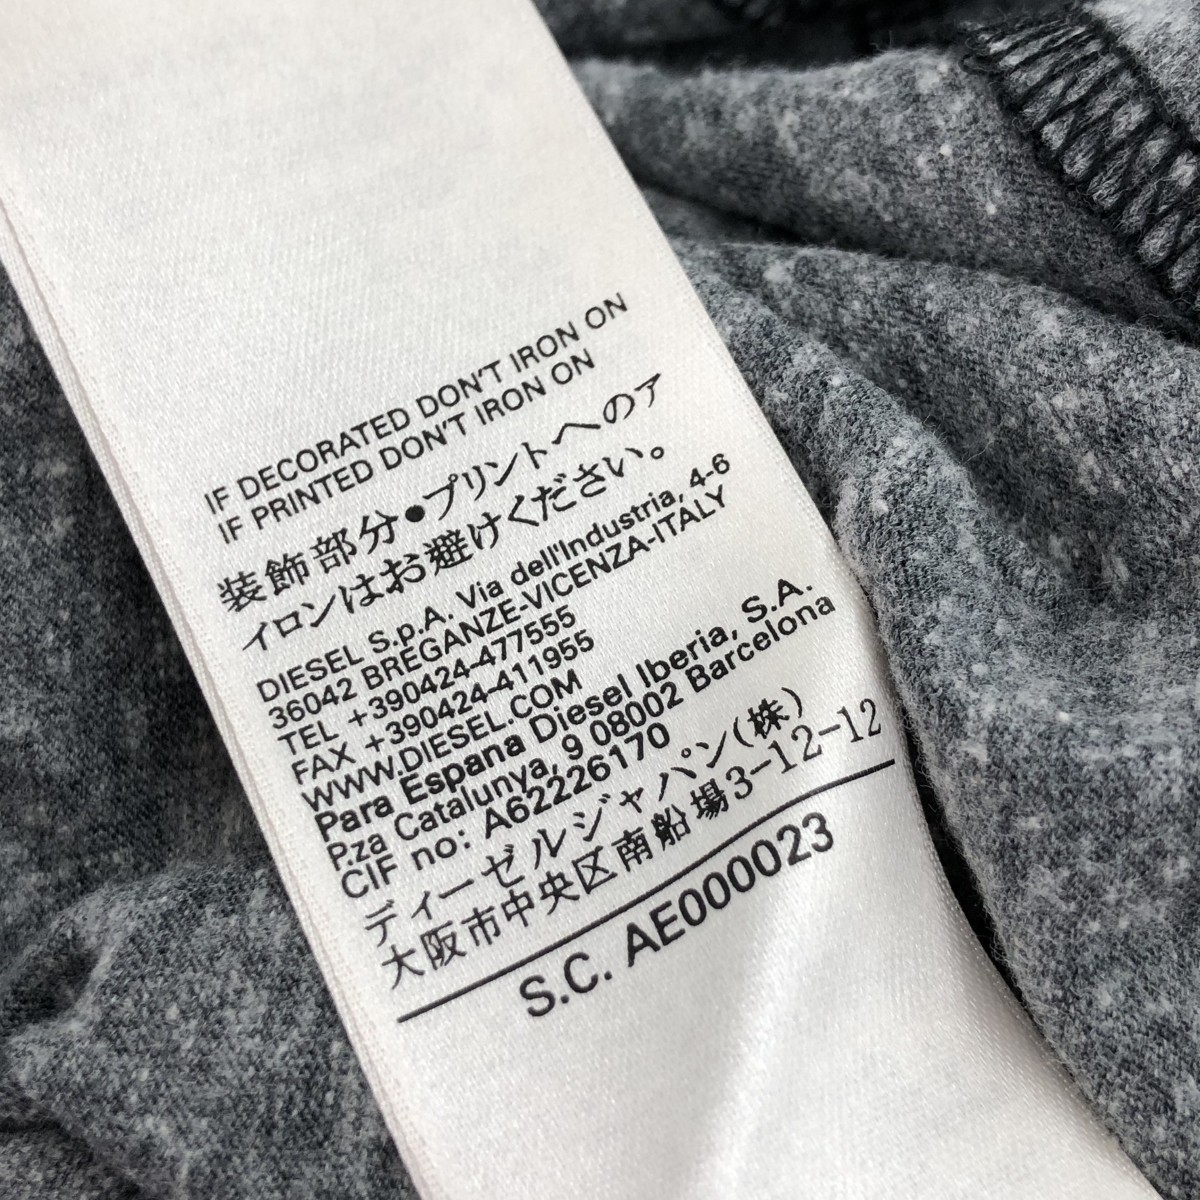 IF DECORATED DON'T IRON ON
IF PRINTED DON'T IRON ON
装飾部分●プリントへのア
イロンはお避けください。
DIESEL S.p.A. Via dell'Industria, 4-6
36042 BREGANZE-VICENZA-ITALY
TEL +390424-477555
FAX +390424-411955
WWW.DIESEL.COM
Para Espana Diesel Iberia, S.A.
P.za Catalunya, 9 08002 Barcelona
CIF no: A62226170
ディーゼルジャパン(株)
大阪市中央区南船場3-12-12
S.C. AE000023